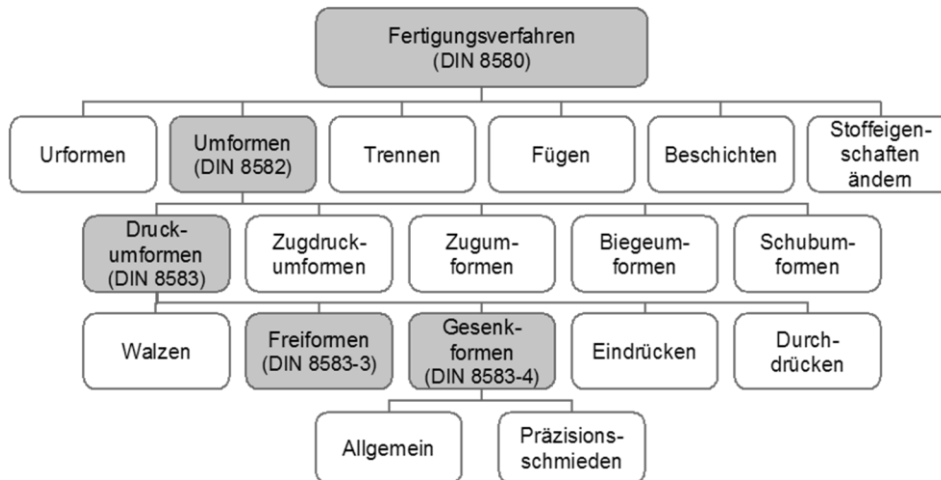 Fertigungsverfahren
(DIN 8580)
Urformen
Umformen
(DIN 8582)
Trennen
Fügen
Beschichten
Stoffeigen-
schaften
ändern
Druck-
umformen
(DIN 8583)
Zugdruck-
umformen
Zugum-
formen
Biegeum-
formen
Schubum-
formen
Walzen
Freiformen
(DIN 8583-3)
Gesenk-
formen
(DIN 8583-4)
Eindrücken
Durch-
drücken
Allgemein
Präzisions-
schmieden